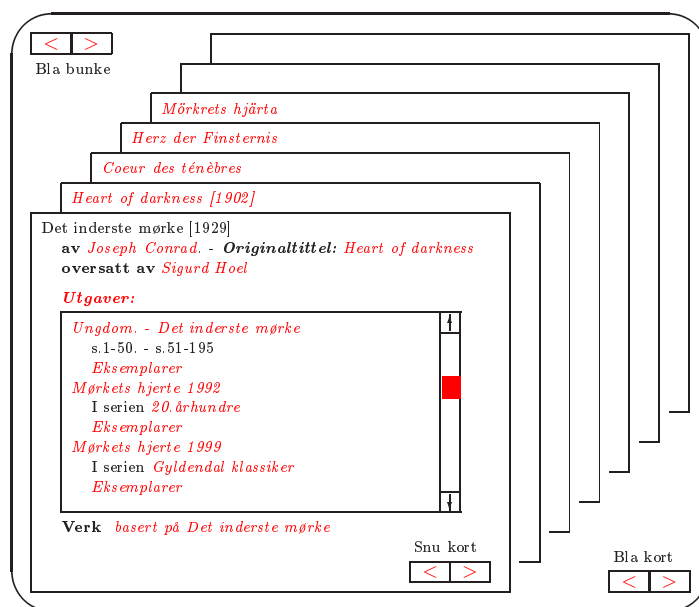 < >
Bla bunke
Mörkrets hjärta
Herz der Finsternis
Coeur des ténèbres
Heart of darkness [1902]
Det inderste mørke [1929]
av Joseph Conrad. - Originaltittel: Heart of darkness
oversatt av Sigurd Hoel
Utgaver:
Ungdom. - Det inderste mørke
s.1-50. - s.51-195
Eksemplarer
Mørkets hjerte 1992
I serien 20.århundre
Eksemplarer
Mørkets hjerte 1999
I serien Gyldendal klassiker
Eksemplarer
Verk basert på Det inderste mørke
Snu kort
< >
Bla kort
< >